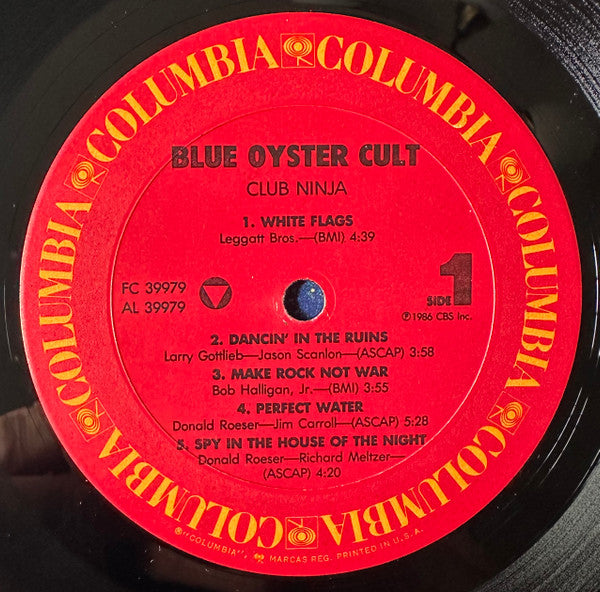 COLUMBIA COLUMBIA COLUMBIA COLUMBIA COLUMBIA COLUMBIA
BLUE OYSTER CULT
CLUB NINJA
1. WHITE FLAGS
Leggatt Bros.—(BMI) 4:39
FC 39979
AL 39979
SIDE 1
℗1986 CBS Inc.
2. DANCIN' IN THE RUINS
Larry Gottlieb—Jason Scanlon—(ASCAP) 3:58
3. MAKE ROCK NOT WAR
Bob Halligan, Jr.—(BMI) 3:55
4. PERFECT WATER
Donald Roeser—Jim Carroll—(ASCAP) 5:28
5. SPY IN THE HOUSE OF THE NIGHT
Donald Roeser—Richard Meltzer—
(ASCAP) 4:20
® "COLUMBIA", MARCAS REG. PRINTED IN U.S.A.